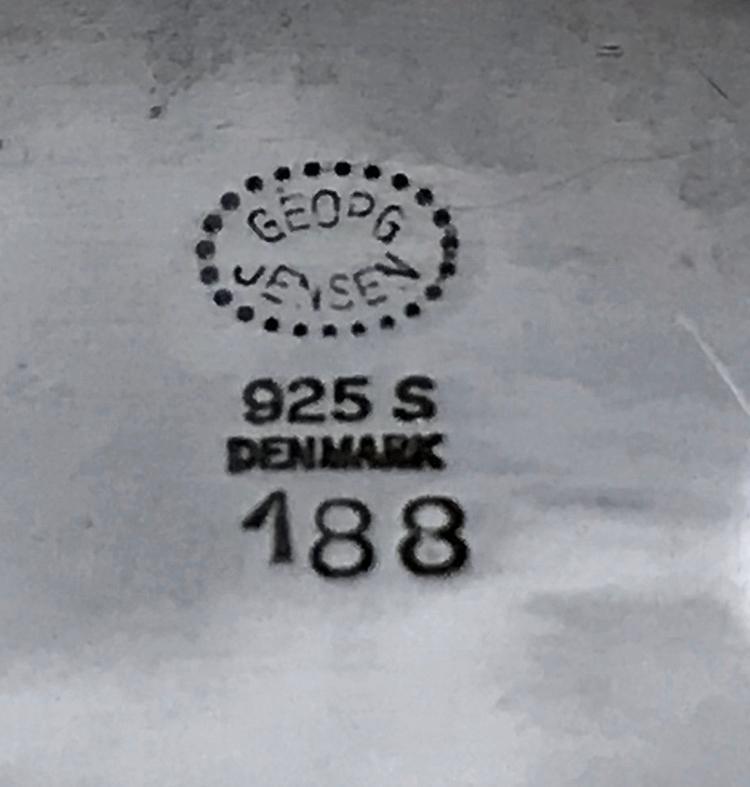 GEORG
JENSEN
925 S
DENMARK
188